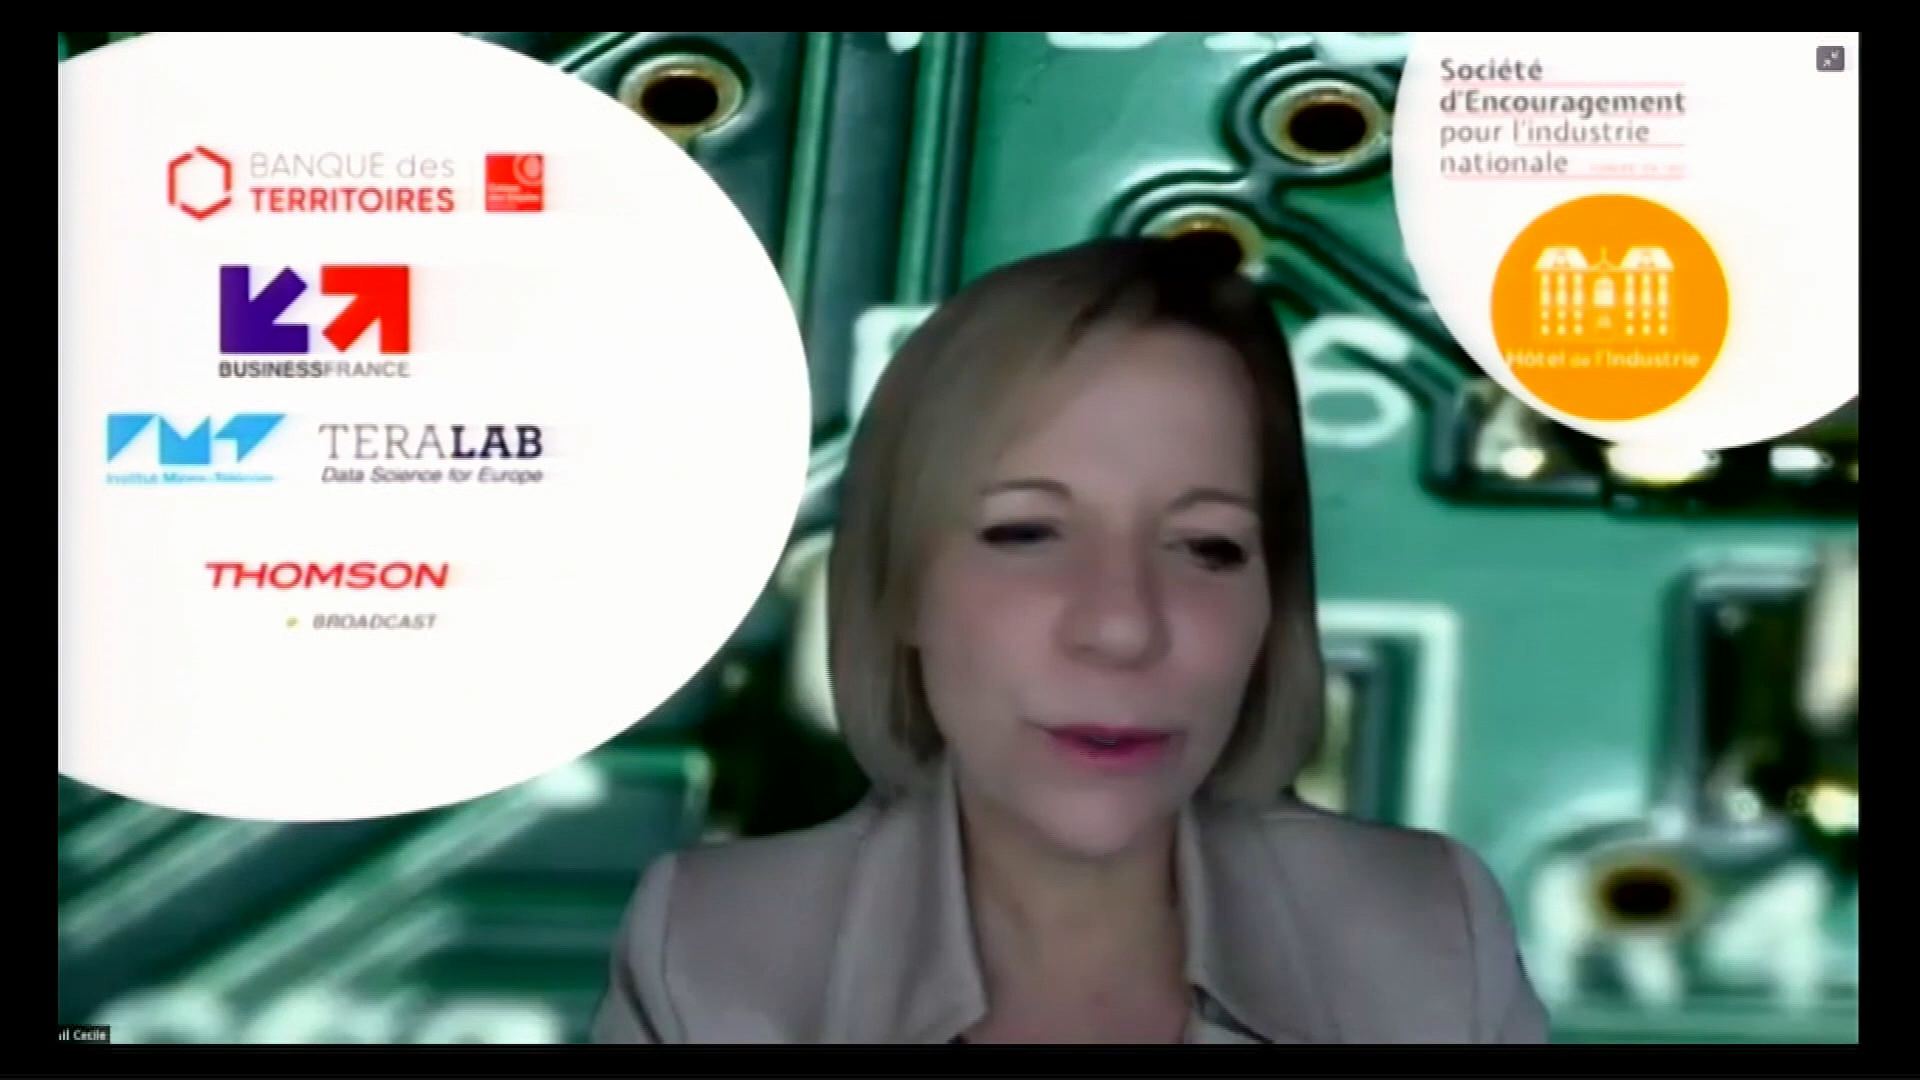 BANQUE des
TERRITOIRES
BUSINESSFRANCE
TERALAB
Data Science for Europe
THOMSON
BROADCAST
Société
d'Encouragement
pour l'industrie
nationale
Hôtel de l'Industrie
Cecile